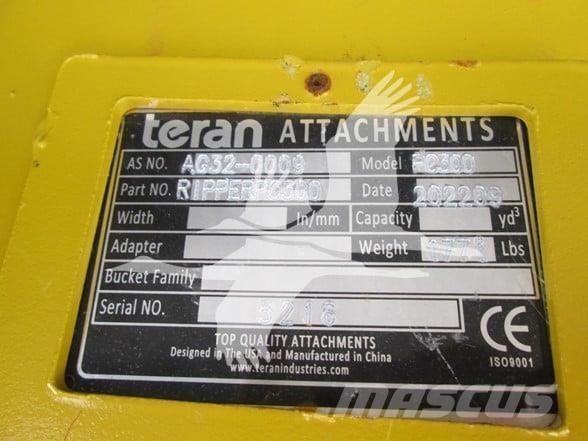 teran ATTACHMENTS
AS NO. AG32-0009 Model PC300
Part NO. RIPPERPC300 Date 202209
Width In/mm Capacity yd³
Adapter Weight Lbs
Bucket Family
Serial NO. 5216
TOP QUALITY ATTACHMENTS
Designed in The USA and Manufactured in China
www.teranindustries.com
CE
ISO9001
MASCUS